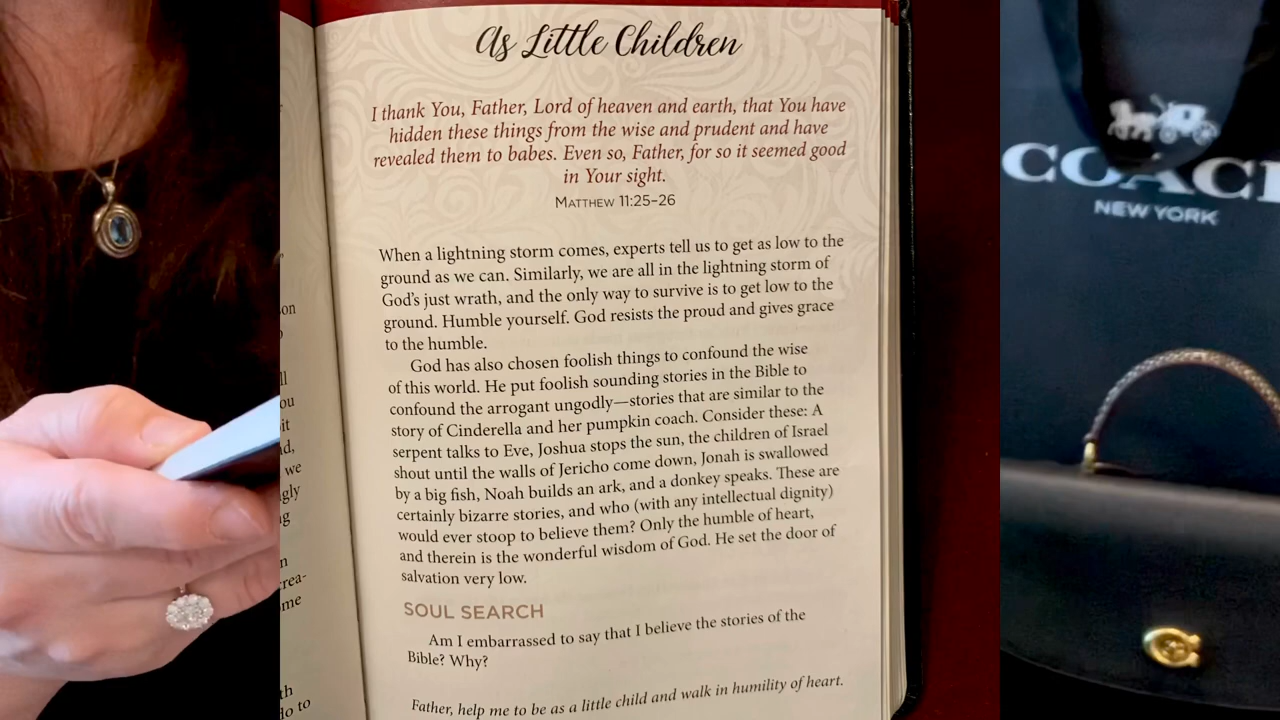 As Little Children
I thank You, Father, Lord of heaven and earth, that You have
hidden these things from the wise and prudent and have
revealed them to babes. Even so, Father, for so it seemed good
in Your sight.
Matthew 11:25–26
When a lightning storm comes, experts tell us to get as low to the
ground as we can. Similarly, we are all in the lightning storm of
God's just wrath, and the only way to survive is to get low to the
ground. Humble yourself. God resists the proud and gives grace
to the humble.
God has also chosen foolish things to confound the wise
of this world. He put foolish sounding stories in the Bible to
confound the arrogant ungodly—stories that are similar to the
story of Cinderella and her pumpkin coach. Consider these: A
serpent talks to Eve, Joshua stops the sun, the children of Israel
shout until the walls of Jericho come down, Jonah is swallowed
by a big fish, Noah builds an ark, and a donkey speaks. These are
certainly bizarre stories, and who (with any intellectual dignity)
would ever stoop to believe them? Only the humble of heart,
and therein is the wonderful wisdom of God. He set the door of
salvation very low.
SOUL SEARCH
Am I embarrassed to say that I believe the stories of the
Bible? Why?
Father, help me to be as a little child and walk in humility of heart.
COACH
NEW YORK